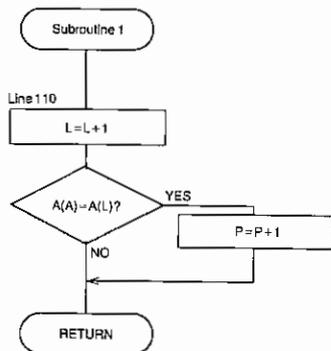 Subroutine 1
Line 110
L=L+1
A(A)=A(L)?
YES
P=P+1
NO
RETURN